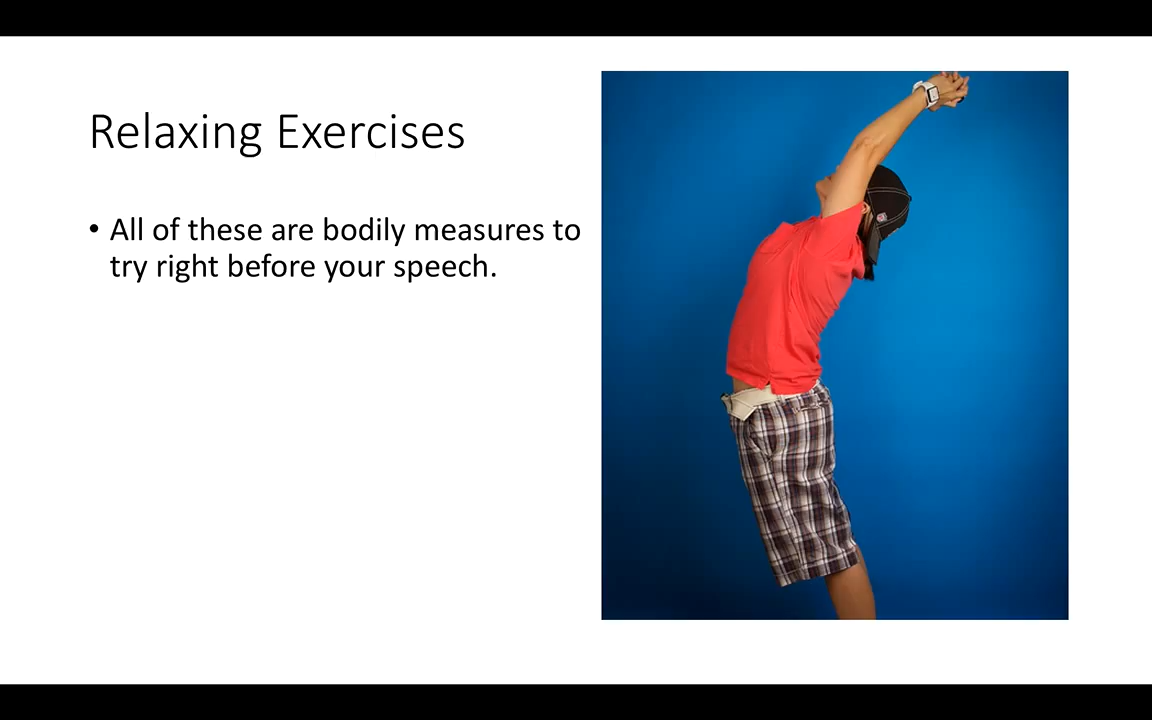 Relaxing Exercises
• All of these are bodily measures to
try right before your speech.